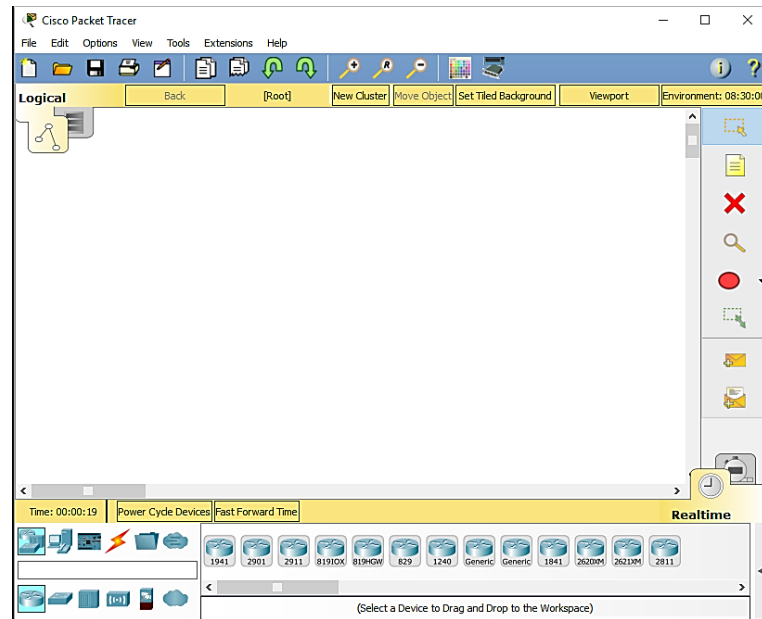 Cisco Packet Tracer
File Edit Options View Tools Extensions Help
i ?
Logical Back [Root] New Cluster Move Object Set Tiled Background Viewport Environment: 08:30:00
Time: 00:00:19 Power Cycle Devices Fast Forward Time Realtime
1941 2901 2911 819IOX 819HGW 829 1240 Generic Generic 1841 2620XM 2621XM 2811
(Select a Device to Drag and Drop to the Workspace)